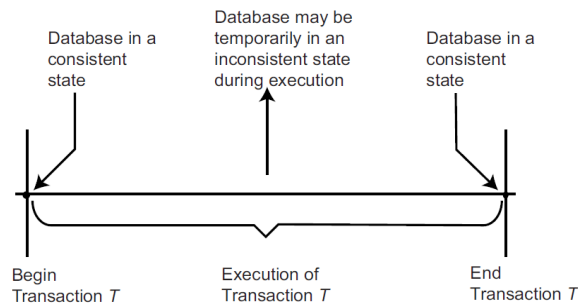 Database in a
consistent
state
Database may be
temporarily in an
inconsistent state
during execution
Database in a
consistent
state
Begin
Transaction T
Execution of
Transaction T
End
Transaction T